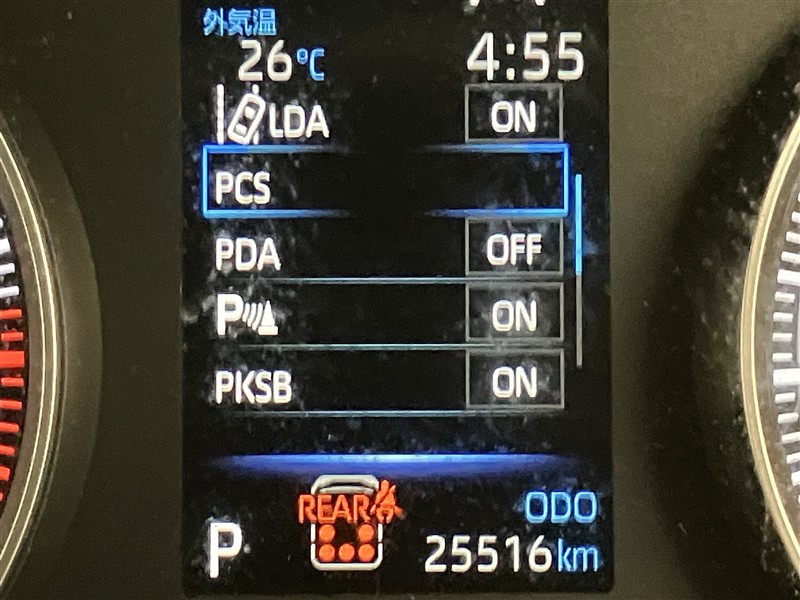 外気温
26℃ 4:55
LDA ON
PCS
PDA OFF
P ON
PKSB ON
REAR
P ODO
25516km